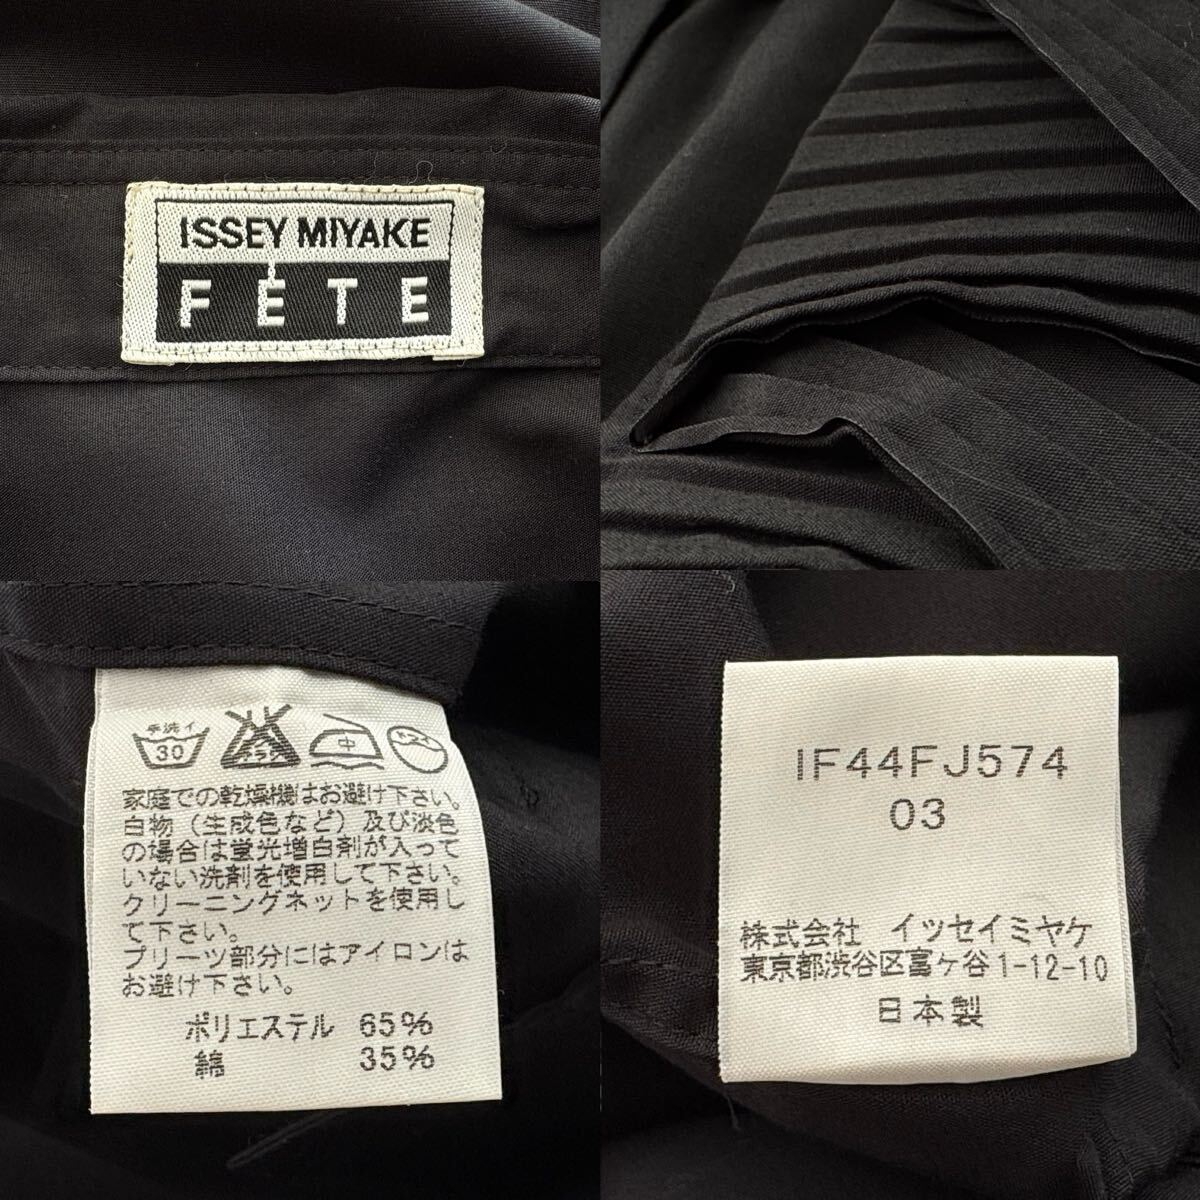 ISSEY MIYAKE
FÉTE
手洗イ
30
中
ドライ
家庭での乾燥機はお避け下さい。
白物（生成色など）及び淡色
の場合は蛍光増白剤が入って
いない洗剤を使用して下さい。
クリーニングネットを使用し
て下さい。
プリーツ部分にはアイロンは
お避け下さい。
ポリエステル 65%
綿 35%
IF44FJ574
03
株式会社 イッセイミヤケ
東京都渋谷区富ケ谷1-12-10
日本製